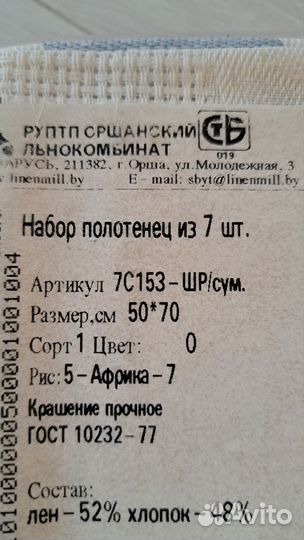 РУПТП ОРШАНСКИЙ
ЛЬНОКОМБИНАТ
СТБ
019
АРУСЬ, 211382, г. Орша, ул. Молодежная, 3
linenmill.by E - mail: sbyt@linenmill.by
Набор полотенец из 7 шт.
Артикул 7С153-ШР/сум.
Размер,см 50*70
Сорт 1 Цвет: 0
Рис: 5-Африка-7
Крашение прочное
ГОСТ 10232-77
Состав:
лен-52% хлопок-48%
Avito